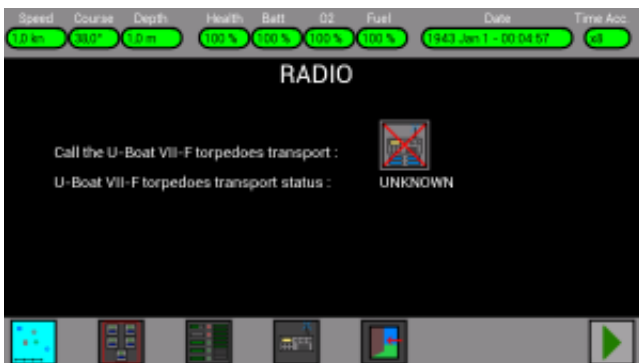 Speed Course Depth Health Batt O2 Fuel Date Time Acc.
1,0 kn 38,0° 1,0 m 100 % 100 % 100 % 100 % 1943 Jan 1 - 00:04:57 x8
RADIO
Call the U-Boat VII-F torpedoes transport :
U-Boat VII-F torpedoes transport status : UNKNOWN